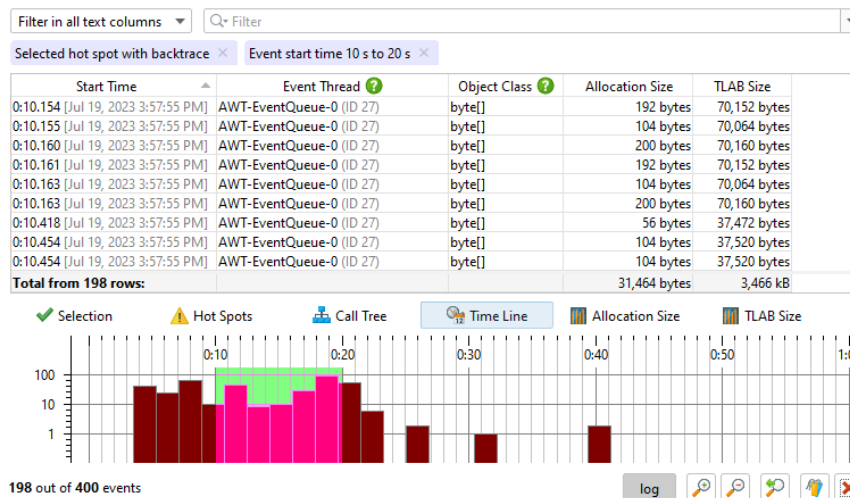 Filter in all text columns Filter
Selected hot spot with backtrace × Event start time 10 s to 20 s ×
Start Time Event Thread ? Object Class ? Allocation Size TLAB Size
0:10.154 [Jul 19, 2023 3:57:55 PM] AWT-EventQueue-0 (ID 27) byte[] 192 bytes 70,152 bytes
0:10.155 [Jul 19, 2023 3:57:55 PM] AWT-EventQueue-0 (ID 27) byte[] 104 bytes 70,064 bytes
0:10.160 [Jul 19, 2023 3:57:55 PM] AWT-EventQueue-0 (ID 27) byte[] 200 bytes 70,160 bytes
0:10.161 [Jul 19, 2023 3:57:55 PM] AWT-EventQueue-0 (ID 27) byte[] 192 bytes 70,152 bytes
0:10.163 [Jul 19, 2023 3:57:55 PM] AWT-EventQueue-0 (ID 27) byte[] 104 bytes 70,064 bytes
0:10.163 [Jul 19, 2023 3:57:55 PM] AWT-EventQueue-0 (ID 27) byte[] 200 bytes 70,160 bytes
0:10.418 [Jul 19, 2023 3:57:55 PM] AWT-EventQueue-0 (ID 27) byte[] 56 bytes 37,472 bytes
0:10.454 [Jul 19, 2023 3:57:55 PM] AWT-EventQueue-0 (ID 27) byte[] 104 bytes 37,520 bytes
0:10.454 [Jul 19, 2023 3:57:55 PM] AWT-EventQueue-0 (ID 27) byte[] 104 bytes 37,520 bytes
Total from 198 rows: 31,464 bytes 3,466 kB
Selection Hot Spots Call Tree Time Line Allocation Size TLAB Size
0:10 0:20 0:30 0:40 0:50
100
10
1
198 out of 400 events log